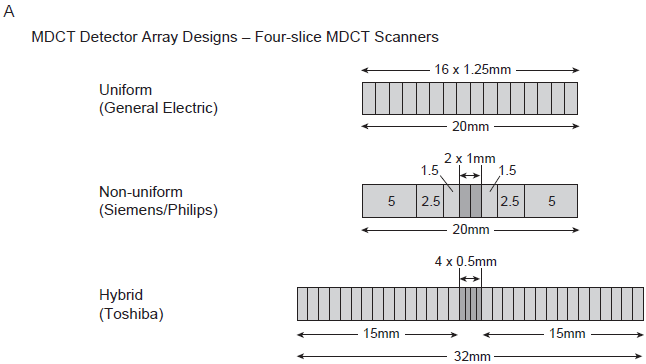 A
MDCT Detector Array Designs – Four-slice MDCT Scanners
16 x 1.25mm
Uniform
(General Electric)
20mm
2 x 1mm
1.5 1.5
Non-uniform
(Siemens/Philips)
5 2.5 2.5 5
20mm
4 x 0.5mm
Hybrid
(Toshiba)
15mm 15mm
32mm